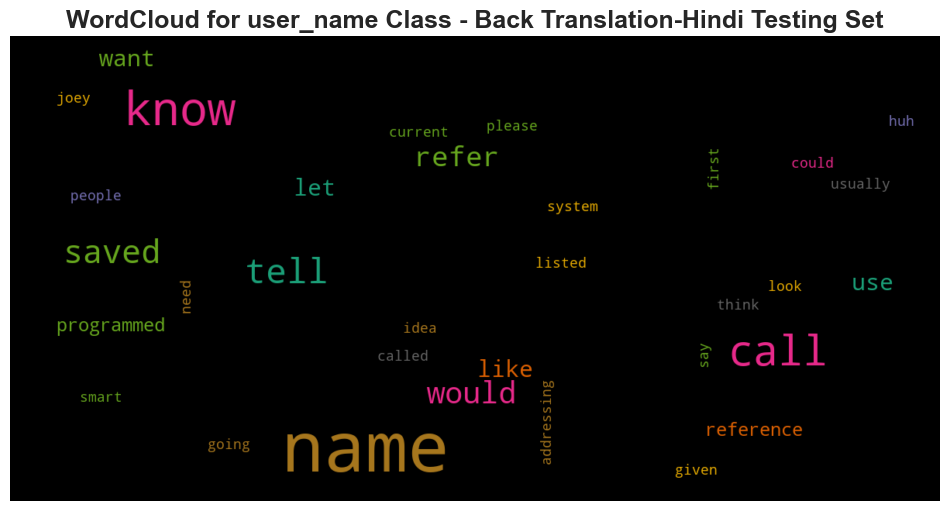 WordCloud for user_name Class - Back Translation-Hindi Testing Set
want
joey
know
current
please
huh
refer
first
could
usually
people
let
system
saved
tell
listed
need
look
use
think
programmed
idea
called
say
call
like
smart
would
addressing
reference
going
name
given